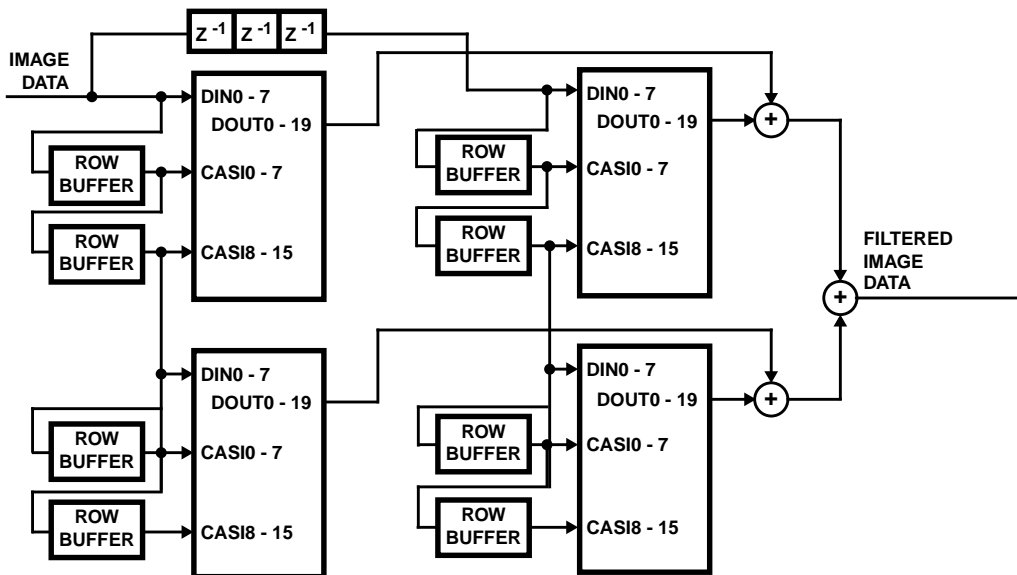 Z -1 Z -1 Z -1
IMAGE
DATA
DIN0 - 7
DOUT0 - 19
ROW
BUFFER
CASI0 - 7
ROW
BUFFER
CASI8 - 15
DIN0 - 7
DOUT0 - 19
+
ROW
BUFFER
CASI0 - 7
ROW
BUFFER
CASI8 - 15
FILTERED
IMAGE
DATA
+
DIN0 - 7
DOUT0 - 19
ROW
BUFFER
CASI0 - 7
ROW
BUFFER
CASI8 - 15
DIN0 - 7
DOUT0 - 19
+
ROW
BUFFER
CASI0 - 7
ROW
BUFFER
CASI8 - 15